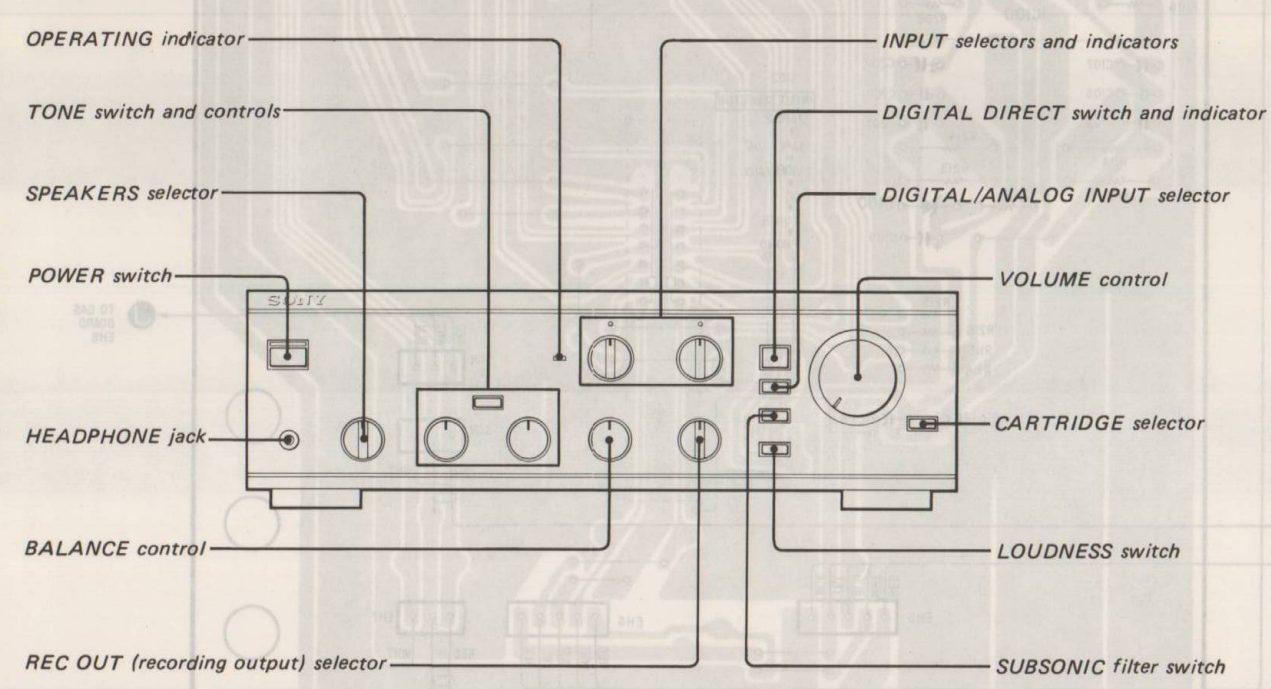 OPERATING indicator
TONE switch and controls
SPEAKERS selector
POWER switch
HEADPHONE jack
BALANCE control
REC OUT (recording output) selector
INPUT selectors and indicators
DIGITAL DIRECT switch and indicator
DIGITAL/ANALOG INPUT selector
VOLUME control
CARTRIDGE selector
LOUDNESS switch
SUBSONIC filter switch
SONY